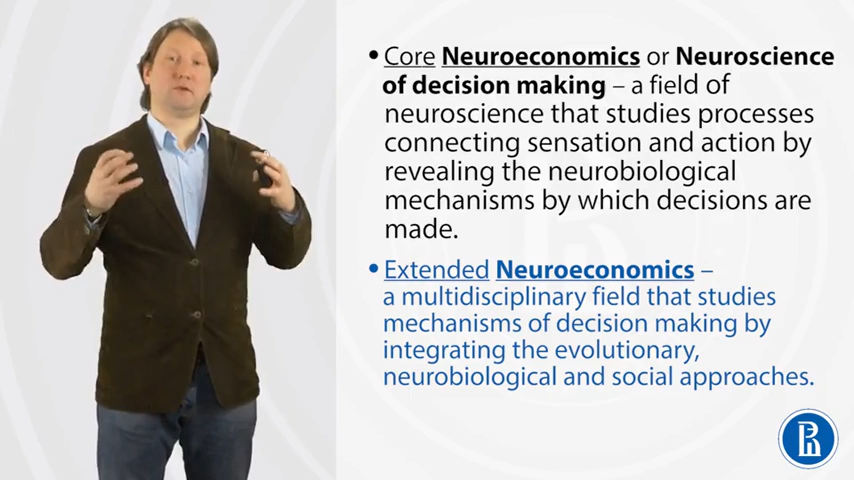 • Core Neuroeconomics or Neuroscience
of decision making – a field of
neuroscience that studies processes
connecting sensation and action by
revealing the neurobiological
mechanisms by which decisions are
made.
• Extended Neuroeconomics –
a multidisciplinary field that studies
mechanisms of decision making by
integrating the evolutionary,
neurobiological and social approaches.